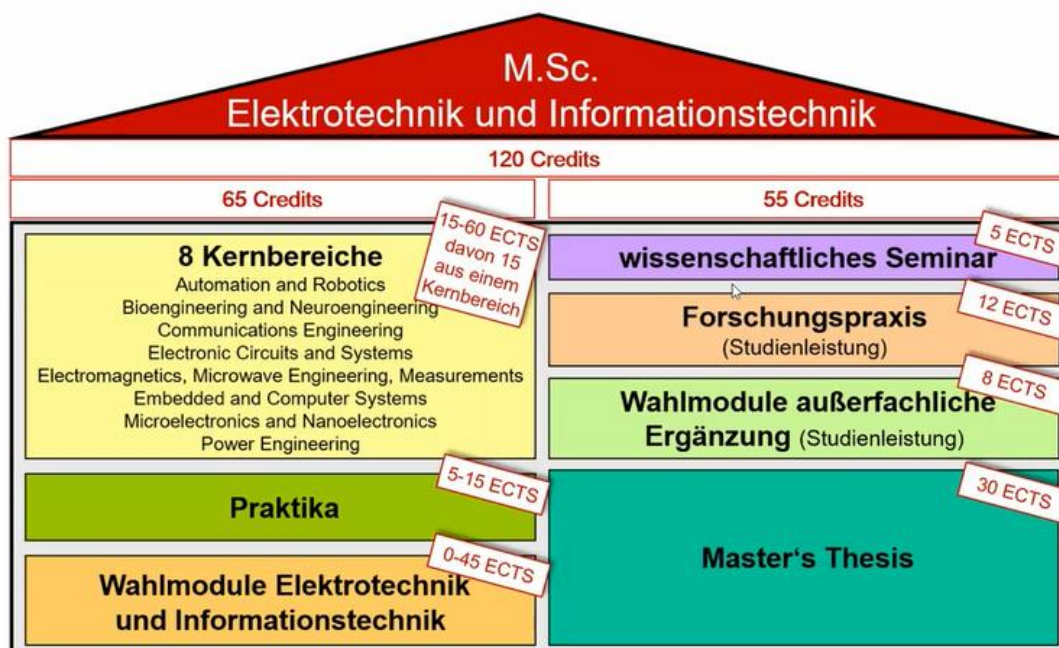 M.Sc.
Elektrotechnik und Informationstechnik
120 Credits
65 Credits
55 Credits
8 Kernbereiche
Automation and Robotics
Bioengineering and Neuroengineering
Communications Engineering
Electronic Circuits and Systems
Electromagnetics, Microwave Engineering, Measurements
Embedded and Computer Systems
Microelectronics and Nanoelectronics
Power Engineering
15-60 ECTS
davon 15
aus einem
Kernbereich
Praktika
5-15 ECTS
Wahlmodule Elektrotechnik
und Informationstechnik
0-45 ECTS
wissenschaftliches Seminar
5 ECTS
Forschungspraxis
(Studienleistung)
12 ECTS
Wahlmodule außerfachliche
Ergänzung (Studienleistung)
8 ECTS
Master's Thesis
30 ECTS